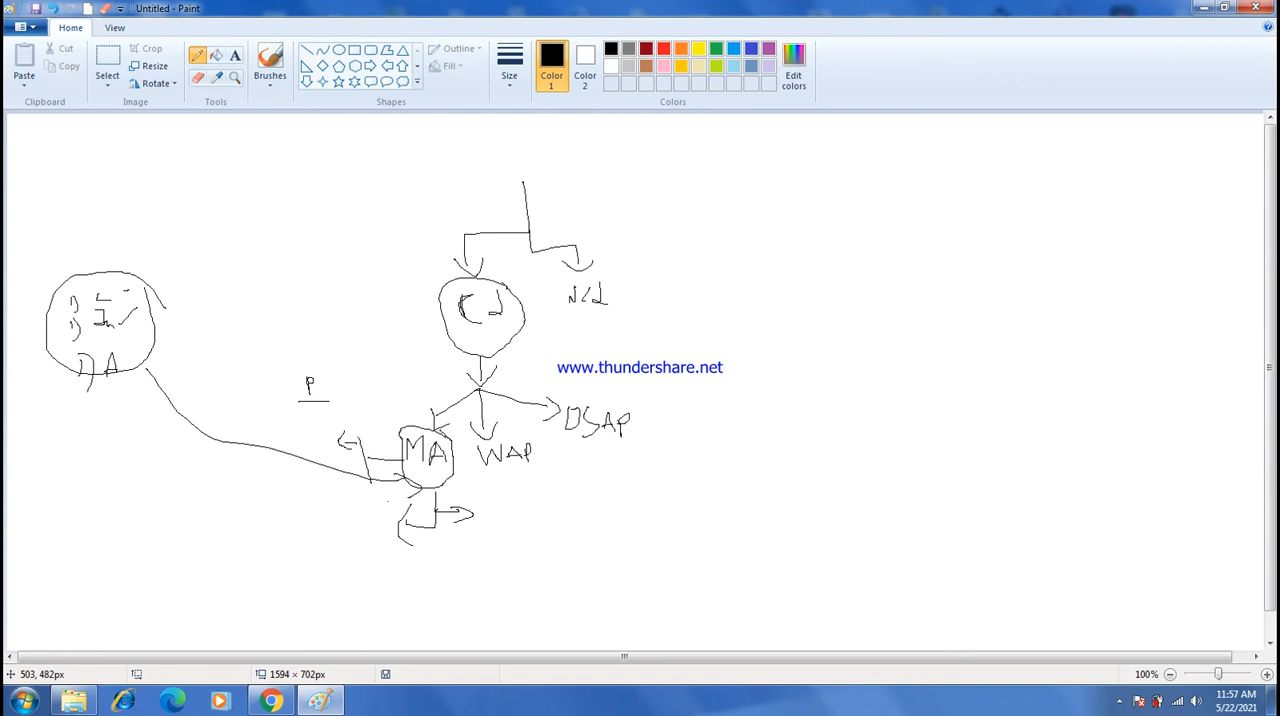 Untitled - Paint
Home
View
Paste
Cut
Copy
Select
Crop
Resize
Rotate
A
Brushes
Outline
Fill
Size
Color 1
Color 2
Edit colors
Clipboard
Image
Tools
Shapes
Colors
www.thundershare.net
A
P
MA
WAP
DSAP
503, 482px
1594 × 702px
100%
11:57 AM
5/22/2021